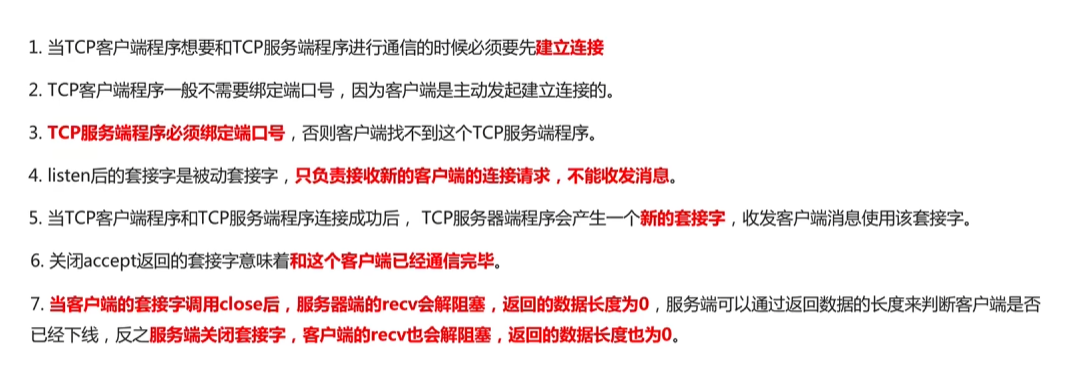 1. 当TCP客户端程序想要和TCP服务端程序进行通信的时候必须要先建立连接
2. TCP客户端程序一般不需要绑定端口号，因为客户端是主动发起建立连接的。
3. TCP服务端程序必须绑定端口号，否则客户端找不到这个TCP服务端程序。
4. listen后的套接字是被动套接字，只负责接收新的客户端的连接请求，不能收发消息。
5. 当TCP客户端程序和TCP服务端程序连接成功后， TCP服务器端程序会产生一个新的套接字，收发客户端消息使用该套接字。
6. 关闭accept返回的套接字意味着和这个客户端已经通信完毕。
7. 当客户端的套接字调用close后，服务器端的recv会解阻塞，返回的数据长度为0，服务端可以通过返回数据的长度来判断客户端是否
已经下线，反之服务端关闭套接字，客户端的recv也会解阻塞，返回的数据长度也为0。